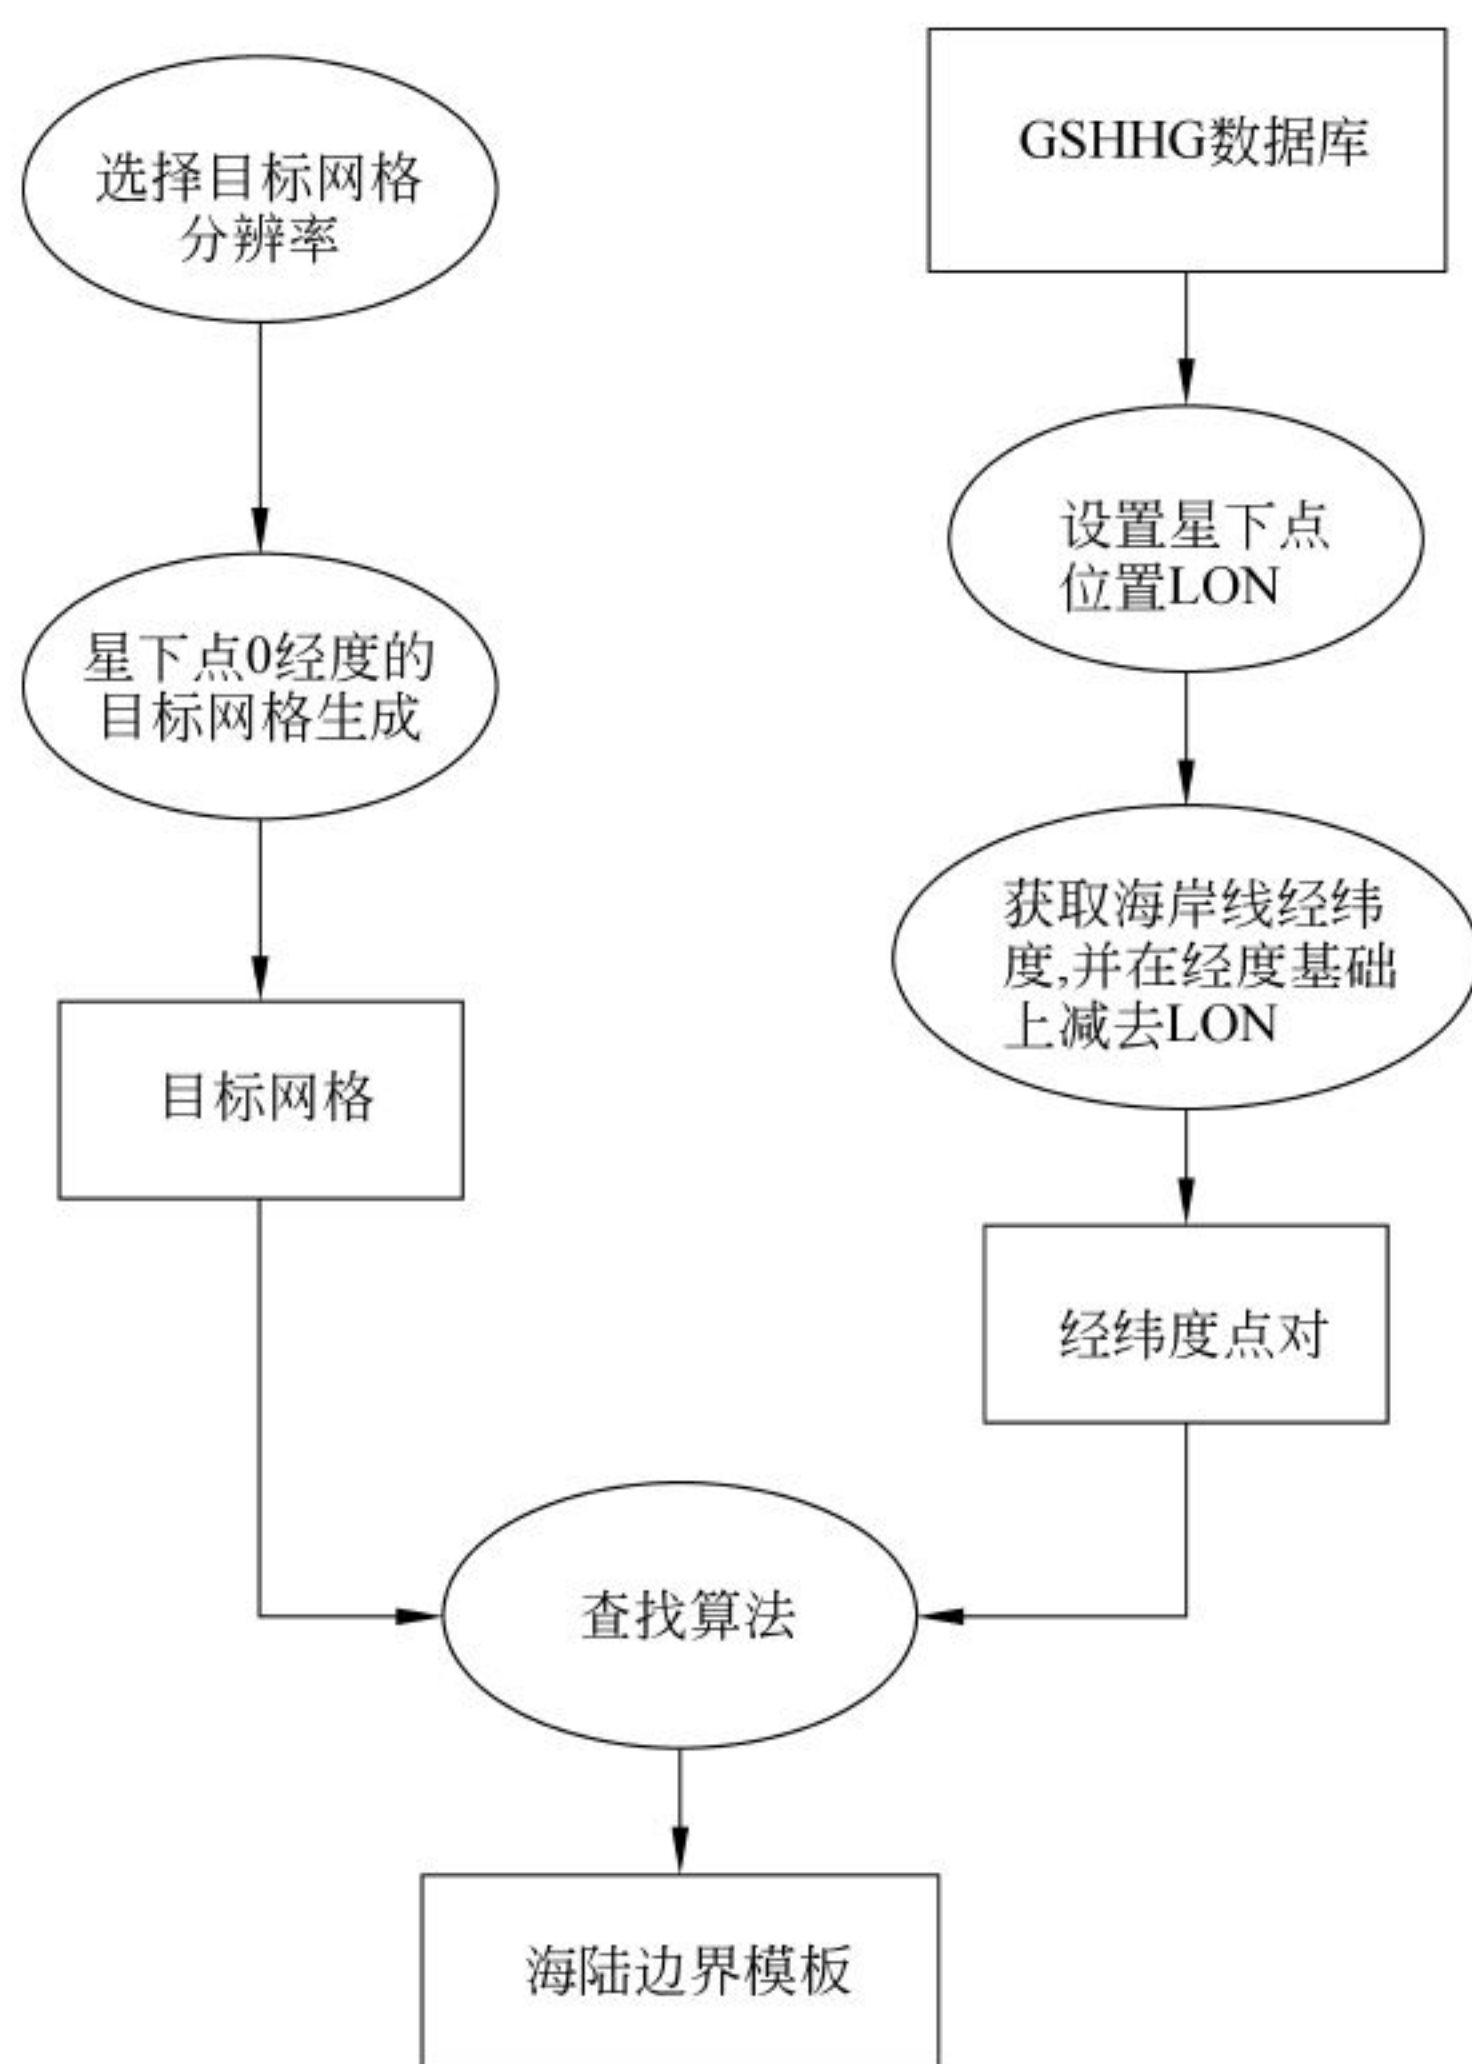 选择目标网格
分辨率
星下点0经度的
目标网格生成
目标网格
GSHHG数据库
设置星下点
位置LON
获取海岸线经纬
度,并在经度基础
上减去LON
经纬度点对
查找算法
海陆边界模板